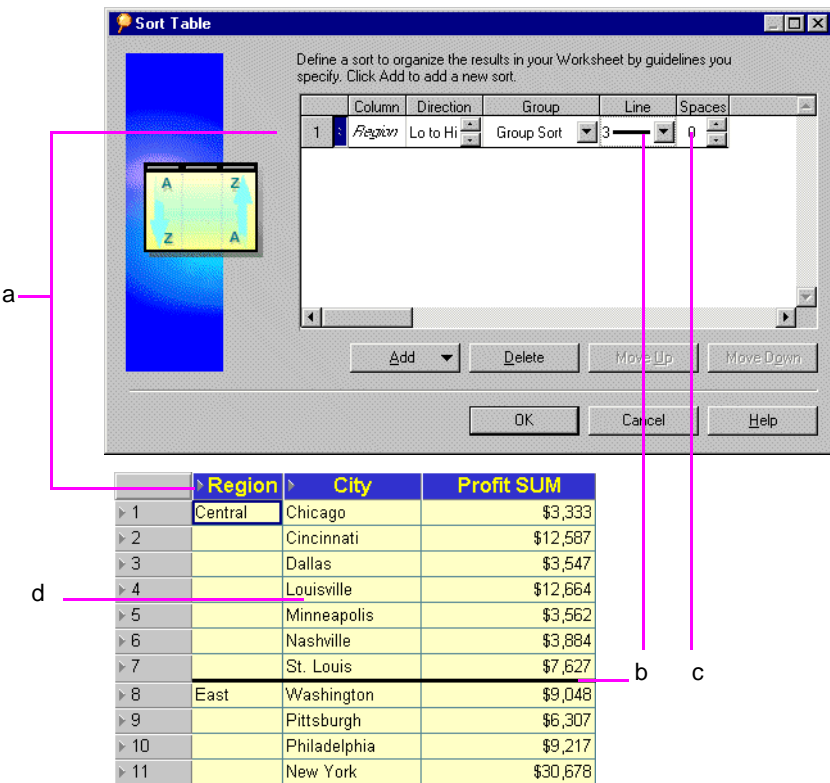 Sort Table
Define a sort to organize the results in your Worksheet by guidelines you
specify. Click Add to add a new sort.
Column Direction Group Line Spaces
1 Region Lo to Hi Group Sort 3 0
A Z
Z A
a
Add Delete Move Up Move Down
OK Cancel Help
Region City Profit SUM
1 Central Chicago $3,333
2 Cincinnati $12,587
3 Dallas $3,547
d
4 Louisville $12,664
5 Minneapolis $3,562
6 Nashville $3,884
7 St. Louis $7,627
b c
8 East Washington $9,048
9 Pittsburgh $6,307
10 Philadelphia $9,217
11 New York $30,678